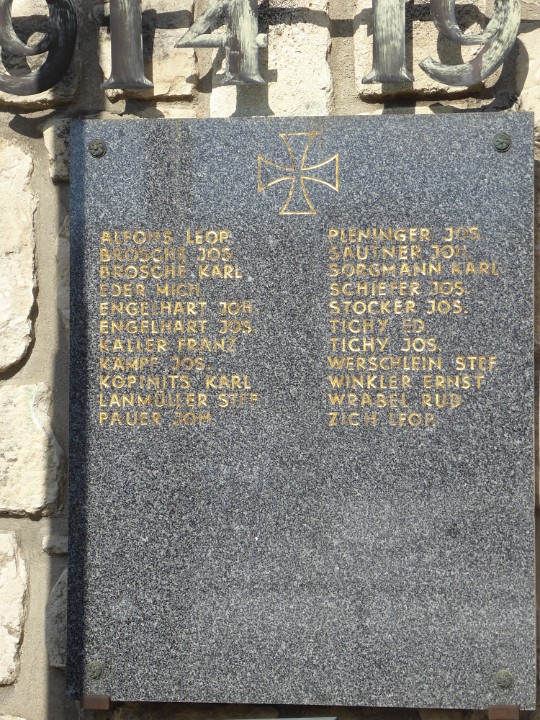 1914 19
ALFONS LEOP.
BROSCHE JOS.
BROSCHE KARL
EDER MICH.
ENGELHART JOH.
ENGELHART JOS.
KALLER FRANZ
KAMPF JOS.
KOPINITS KARL
LANMÜLLER STEF.
PAUER JOH.
PLENINGER JOS.
SAUTNER JOH.
SORGMANN KARL
SCHIEFER JOS.
STOCKER JOS.
TICHY ED.
TICHY JOS.
WERSCHLEIN STEF.
WINKLER ERNST
WRABEL RUD.
ZICH LEOP.